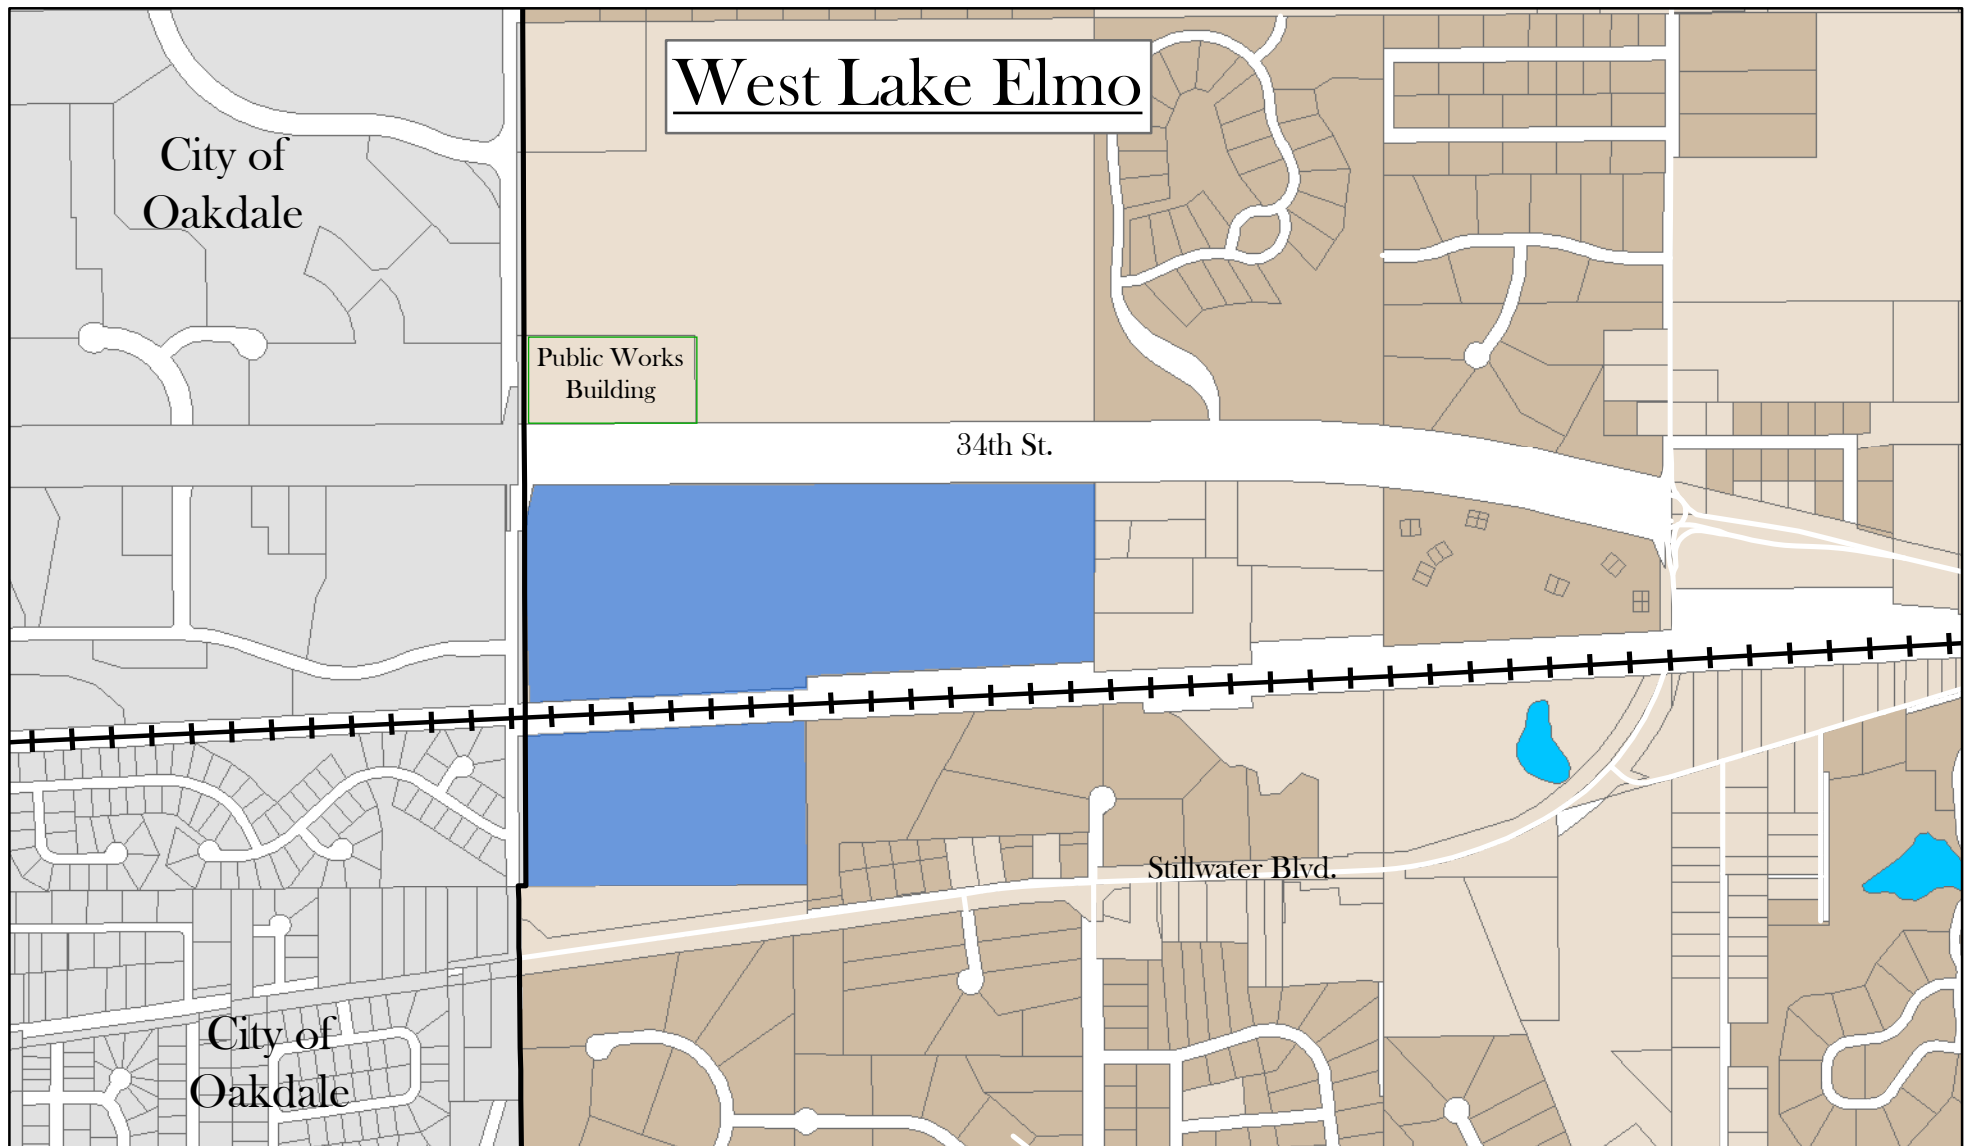 West Lake Elmo
City of
Oakdale
Public Works
Building
34th St.
Stillwater Blvd.
City of
Oakdale